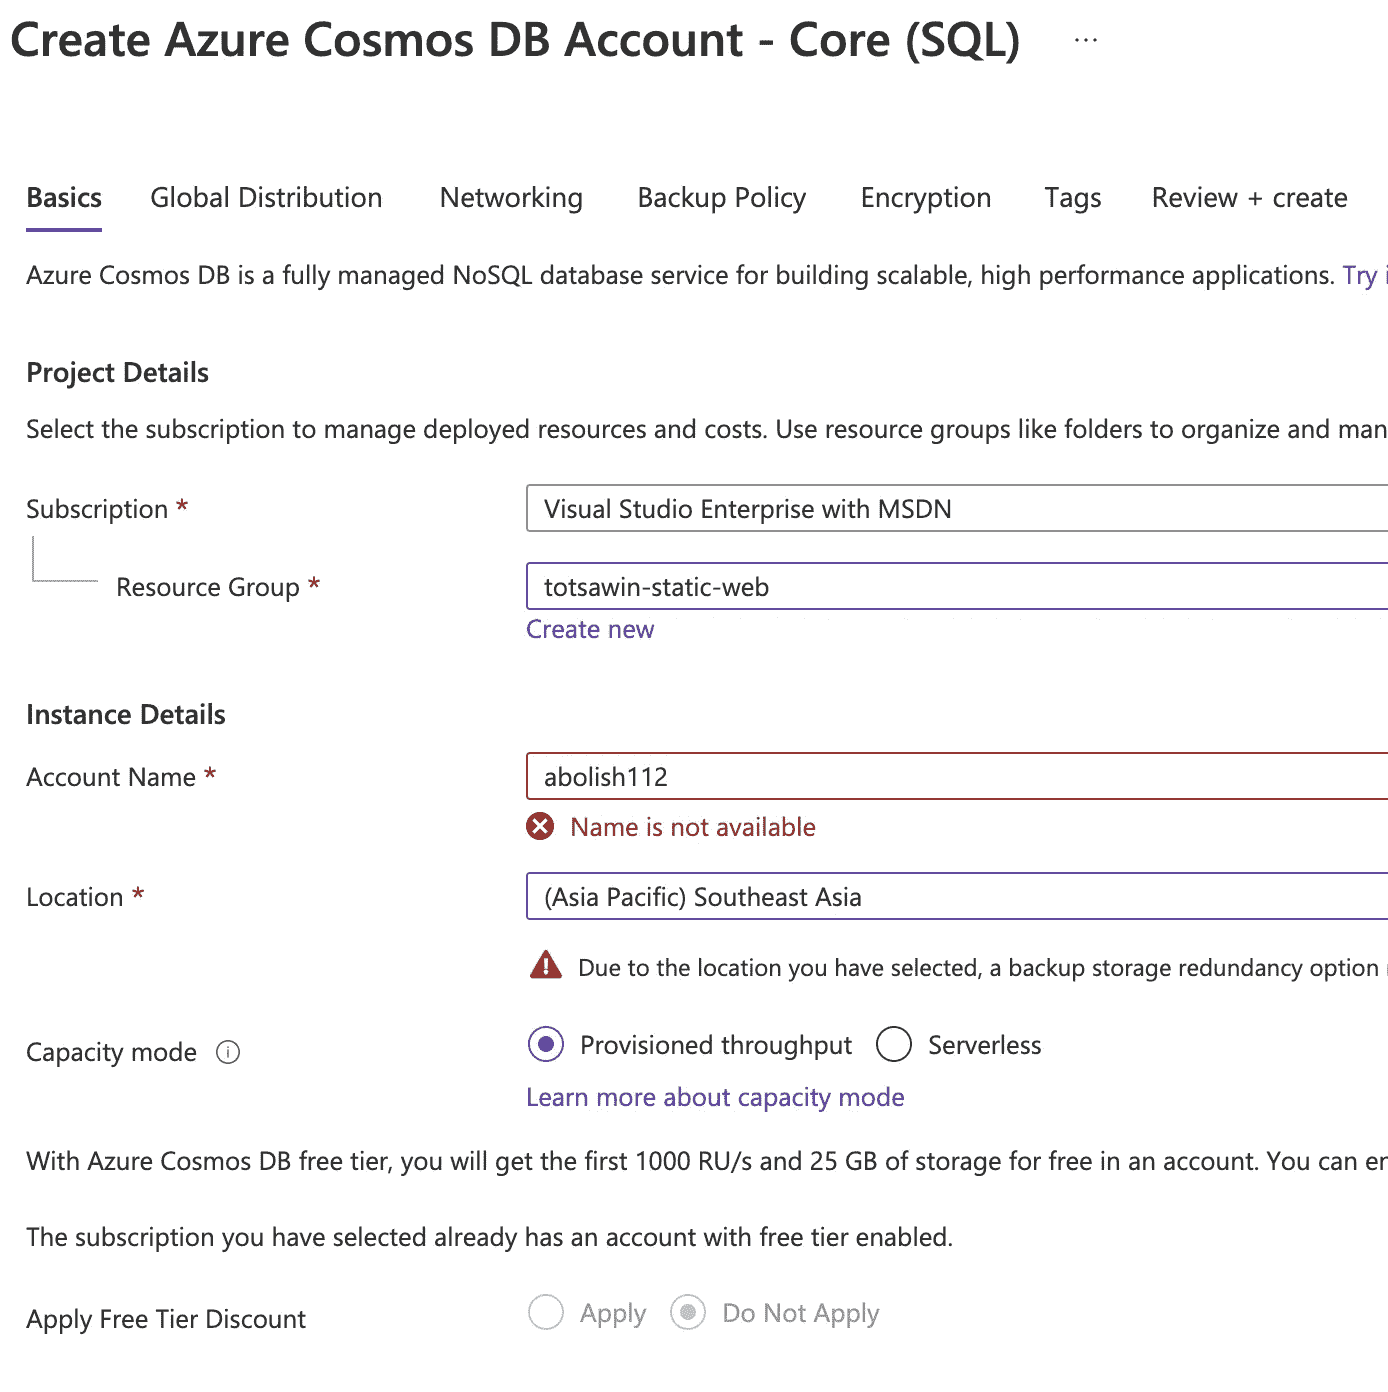 Create Azure Cosmos DB Account - Core (SQL) ...
Basics Global Distribution Networking Backup Policy Encryption Tags Review + create
Azure Cosmos DB is a fully managed NoSQL database service for building scalable, high performance applications. Try
Project Details
Select the subscription to manage deployed resources and costs. Use resource groups like folders to organize and
Subscription *
Visual Studio Enterprise with MSDN
Resource Group *
totsawin-static-web
Create new
Instance Details
Account Name *
abolish112
Name is not available
Location *
(Asia Pacific) Southeast Asia
Due to the location you have selected, a backup storage redundancy option
Capacity mode
Provisioned throughput Serverless
Learn more about capacity mode
With Azure Cosmos DB free tier, you will get the first 1000 RU/s and 25 GB of storage for free in an account. You can
The subscription you have selected already has an account with free tier enabled.
Apply Free Tier Discount
Apply Do Not Apply